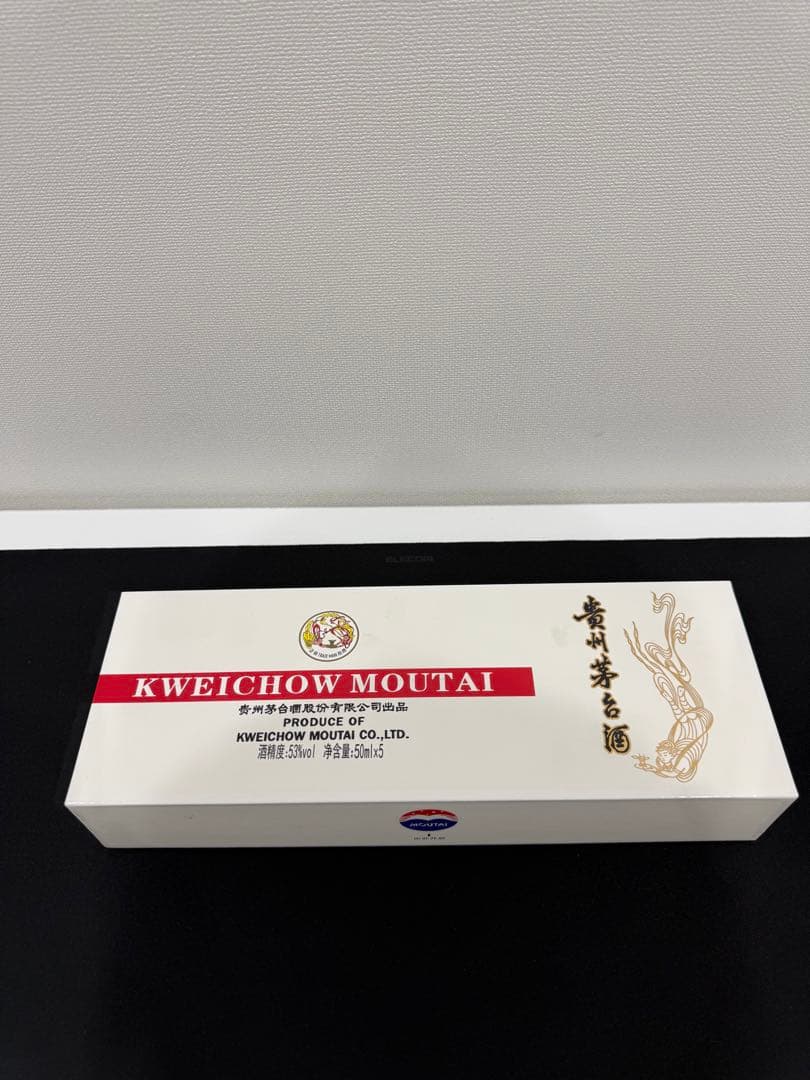 ELECOM
KWEICHOW MOUTAI
贵州茅台酒股份有限公司出品
PRODUCE OF
KWEICHOW MOUTAI CO.,LTD.
酒精度:53%vol 净含量:50ml×5
贵州茅台酒
MOUTAI